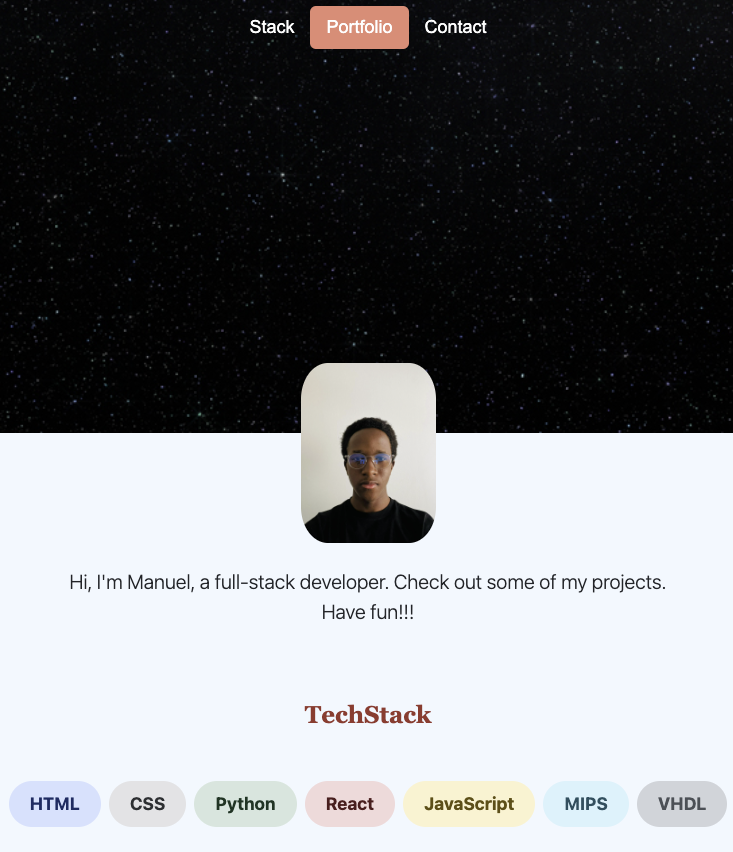 Stack Portfolio Contact
Hi, I'm Manuel, a full-stack developer. Check out some of my projects.
Have fun!!!
TechStack
HTML CSS Python React JavaScript MIPS VHDL